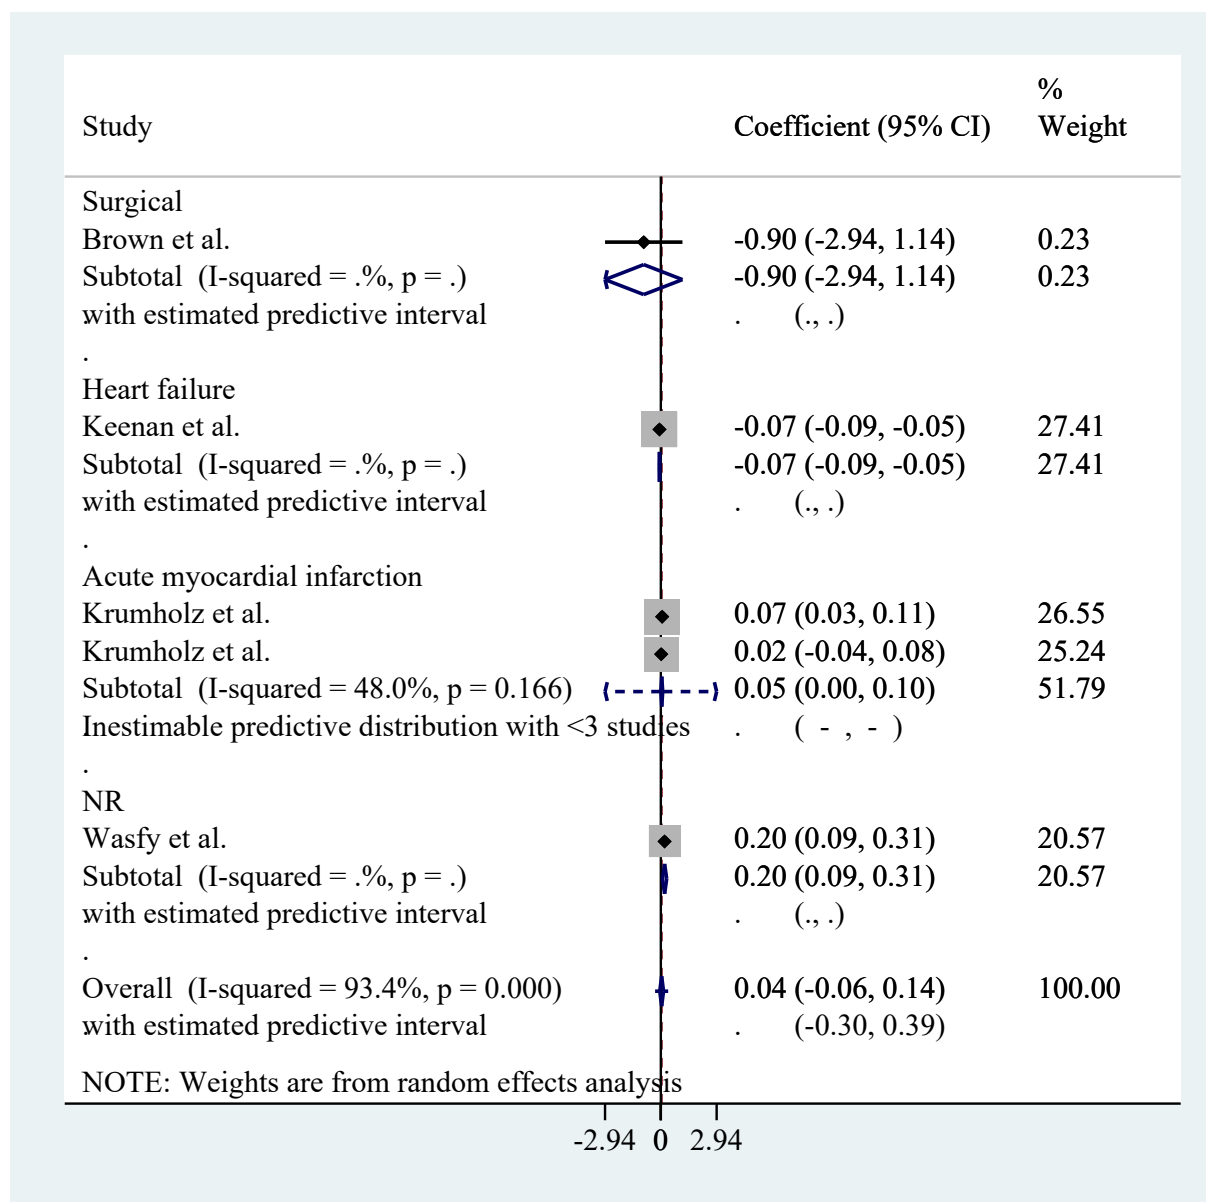 %
Study Coefficient (95% CI) Weight
Surgical
Brown et al. -0.90 (-2.94, 1.14) 0.23
Subtotal (I-squared = .%, p = .) -0.90 (-2.94, 1.14) 0.23
with estimated predictive interval . (., .)
.
Heart failure
Keenan et al. -0.07 (-0.09, -0.05) 27.41
Subtotal (I-squared = .%, p = .) -0.07 (-0.09, -0.05) 27.41
with estimated predictive interval . (., .)
.
Acute myocardial infarction
Krumholz et al. 0.07 (0.03, 0.11) 26.55
Krumholz et al. 0.02 (-0.04, 0.08) 25.24
Subtotal (I-squared = 48.0%, p = 0.166) 0.05 (0.00, 0.10) 51.79
Inestimable predictive distribution with <3 studies . ( - , - )
.
NR
Wasfy et al. 0.20 (0.09, 0.31) 20.57
Subtotal (I-squared = .%, p = .) 0.20 (0.09, 0.31) 20.57
with estimated predictive interval . (., .)
.
Overall (I-squared = 93.4%, p = 0.000) 0.04 (-0.06, 0.14) 100.00
with estimated predictive interval . (-0.30, 0.39)
NOTE: Weights are from random effects analysis
-2.94 0 2.94